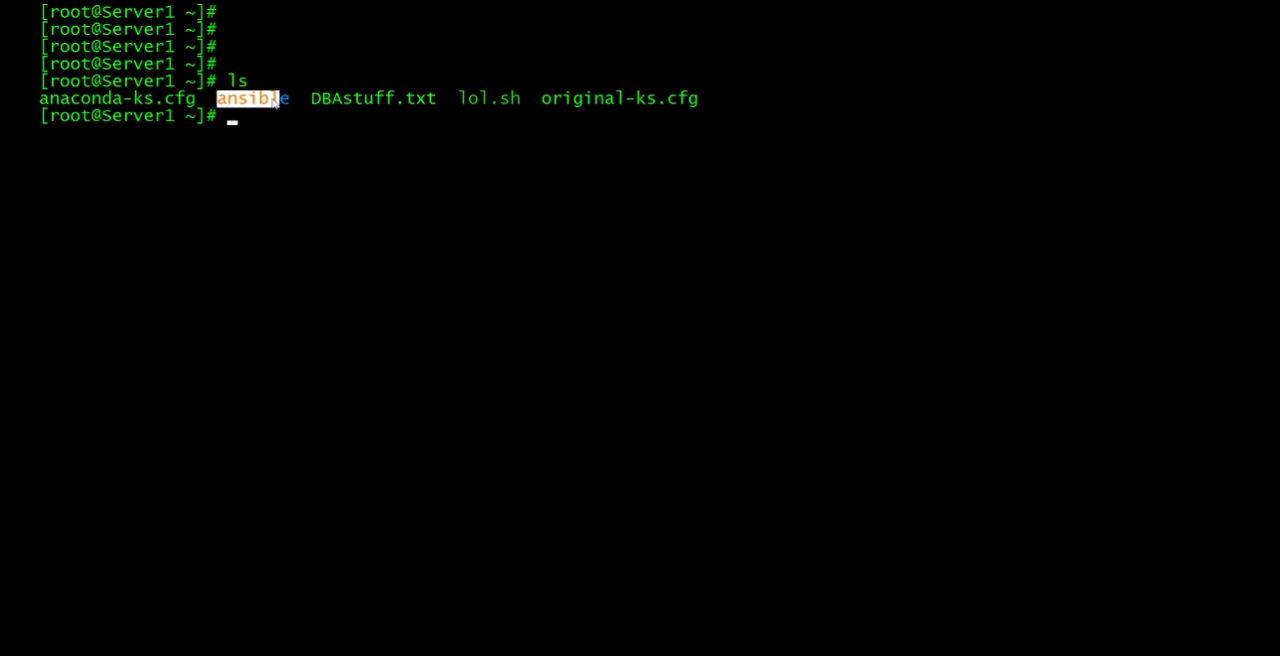 [root@Server1 ~]#
[root@Server1 ~]#
[root@Server1 ~]#
[root@Server1 ~]#
[root@Server1 ~]# ls
anaconda-ks.cfg  ansible  DBAstuff.txt  lol.sh  original-ks.cfg
[root@Server1 ~]#